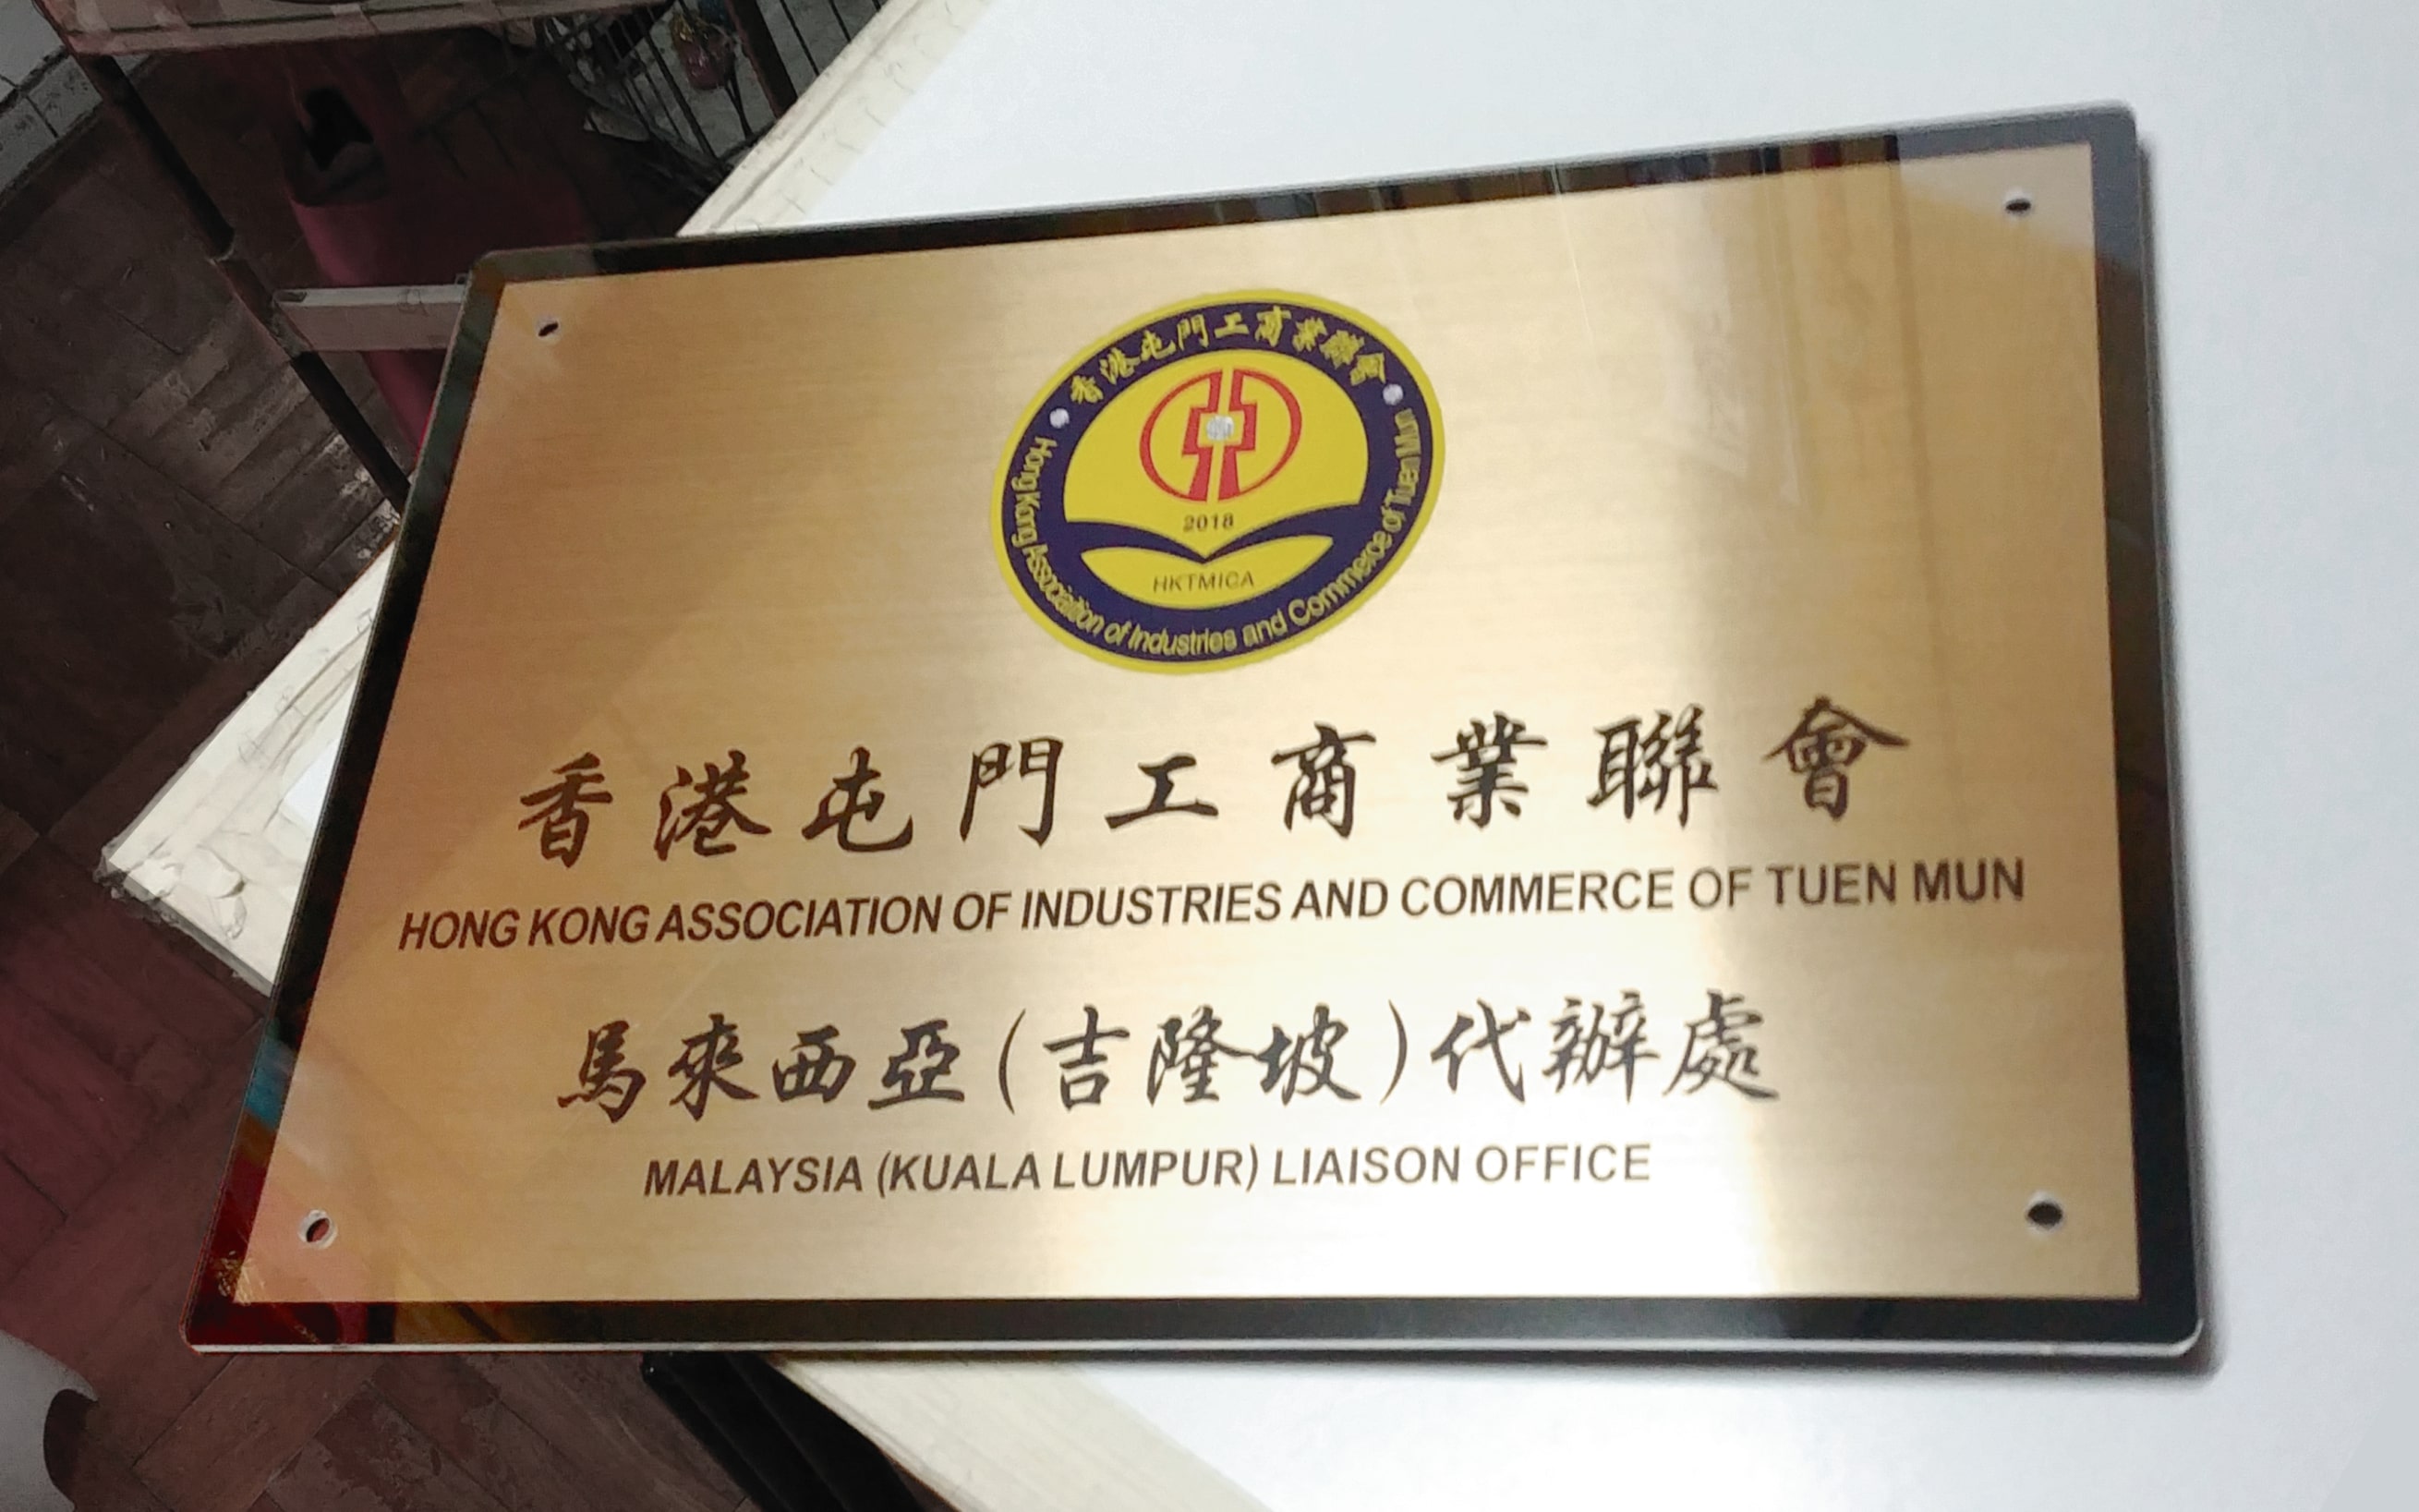 香港屯門工商業聯會
2018
HKTMICA
Hong Kong Association of Industries and Commerce of Tuen Mun
香港屯門工商業聯會
HONG KONG ASSOCIATION OF INDUSTRIES AND COMMERCE OF TUEN MUN
馬來西亞(吉隆坡)代辦處
MALAYSIA (KUALA LUMPUR) LIAISON OFFICE